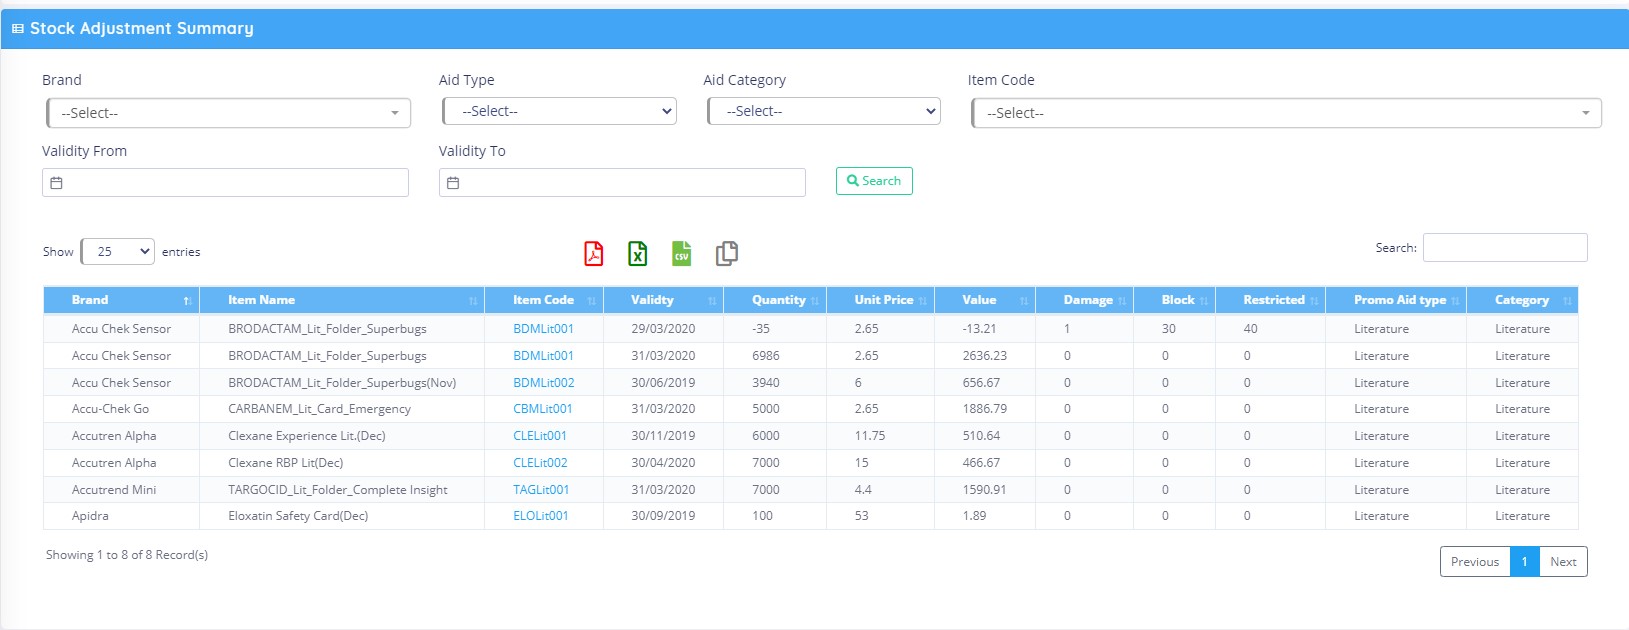 Stock Adjustment Summary
Brand Aid Type Aid Category Item Code
--Select-- --Select-- --Select-- --Select--
Validity From Validity To
Search
Show 25 entries CSV Search:
Brand Item Name Item Code Validty Quantity Unit Price Value Damage Block Restricted Promo Aid type Category
Accu Chek Sensor BRODACTAM_Lit_Folder_Superbugs BDMLit001 29/03/2020 -35 2.65 -13.21 1 30 40 Literature Literature
Accu Chek Sensor BRODACTAM_Lit_Folder_Superbugs BDMLit001 31/03/2020 6986 2.65 2636.23 0 0 0 Literature Literature
Accu Chek Sensor BRODACTAM_Lit_Folder_Superbugs(Nov) BDMLit002 30/06/2019 3940 6 656.67 0 0 0 Literature Literature
Accu-Chek Go CARBANEM_Lit_Card_Emergency CBMLit001 31/03/2020 5000 2.65 1886.79 0 0 0 Literature Literature
Accutren Alpha Clexane Experience Lit.(Dec) CLELit001 30/11/2019 6000 11.75 510.64 0 0 0 Literature Literature
Accutren Alpha Clexane RBP Lit(Dec) CLELit002 30/04/2020 7000 15 466.67 0 0 0 Literature Literature
Accutrend Mini TARGOCID_Lit_Folder_Complete Insight TAGLit001 31/03/2020 7000 4.4 1590.91 0 0 0 Literature Literature
Apidra Eloxatin Safety Card(Dec) ELOLit001 30/09/2019 100 53 1.89 0 0 0 Literature Literature
Showing 1 to 8 of 8 Record(s)
Previous 1 Next